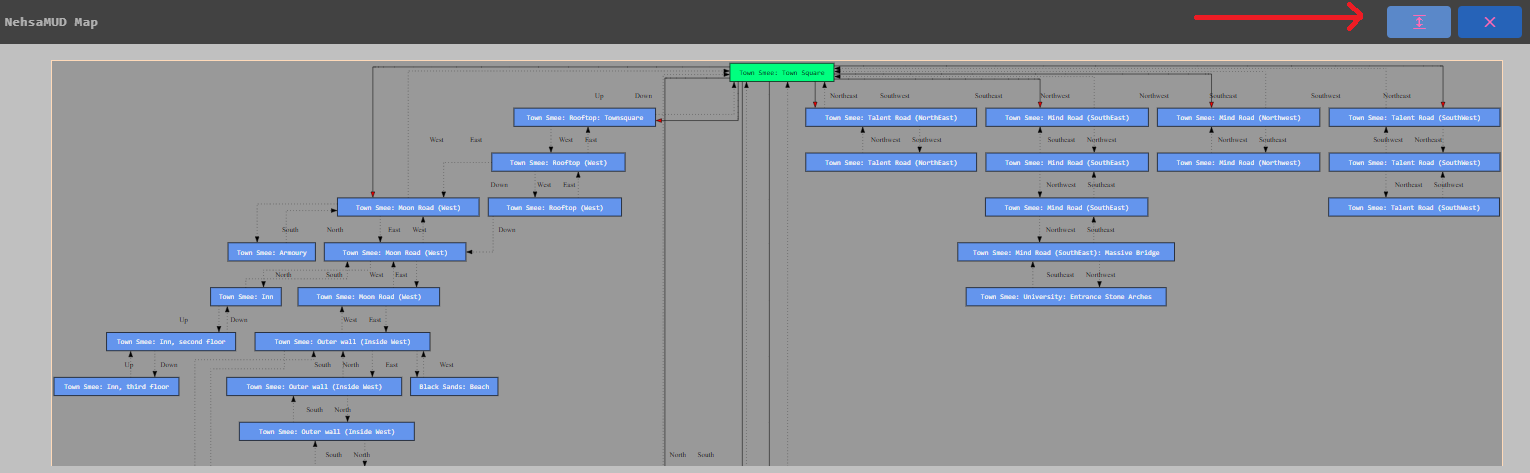 NehsaMUD Map
Town Smee: Town Square
Up Down Northeast Southwest Southeast Northwest Northwest Southeast Southwest Northeast
Town Smee: Rooftop: Townsquare Town Smee: Talent Road (NorthEast) Town Smee: Mind Road (SouthEast) Town Smee: Mind Road (Northwest) Town Smee: Talent Road (SouthWest)
West East West East Northwest Southwest Southeast Northwest Northwest Southeast Southwest Northeast
Town Smee: Rooftop (West) Town Smee: Talent Road (NorthEast) Town Smee: Mind Road (SouthEast) Town Smee: Mind Road (Northwest) Town Smee: Talent Road (SouthWest)
Down West East Northwest Southeast Northeast Southwest
Town Smee: Moon Road (West) Town Smee: Rooftop (West) Town Smee: Mind Road (SouthEast) Town Smee: Talent Road (SouthWest)
South North East West Down Northwest Southeast
Town Smee: Armoury Town Smee: Moon Road (West) Town Smee: Mind Road (SouthEast): Massive Bridge
North South West East Southeast Northwest
Town Smee: Inn Town Smee: Moon Road (West) Town Smee: University: Entrance Stone Arches
Up Down West East
Town Smee: Inn, second floor Town Smee: Outer wall (Inside West)
Up Down South North East West
Town Smee: Inn, third floor Town Smee: Outer wall (Inside West) Black Sands: Beach
South North
Town Smee: Outer wall (Inside West)
South North North South